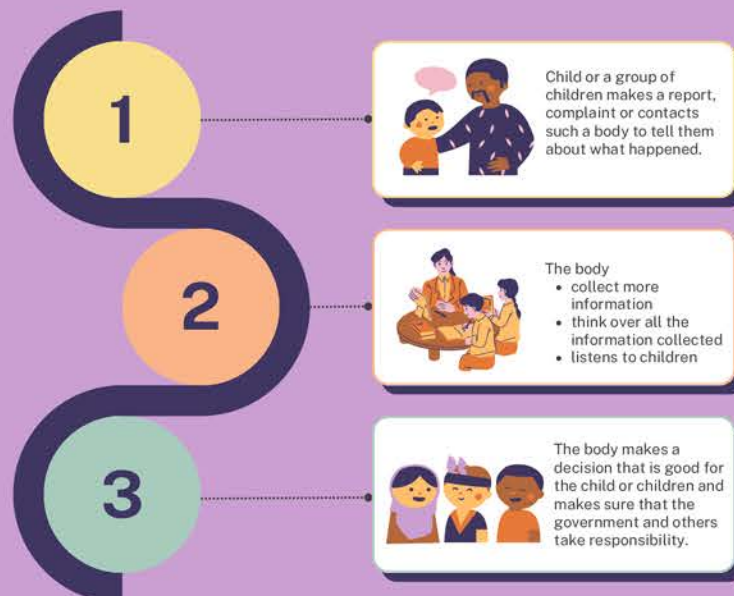 1
Child or a group of
children makes a report,
complaint or contacts
such a body to tell them
about what happened.
2
The body
• collect more
information
• think over all the
information collected
• listens to children
3
The body makes a
decision that is good for
the child or children and
makes sure that the
government and others
take responsibility.